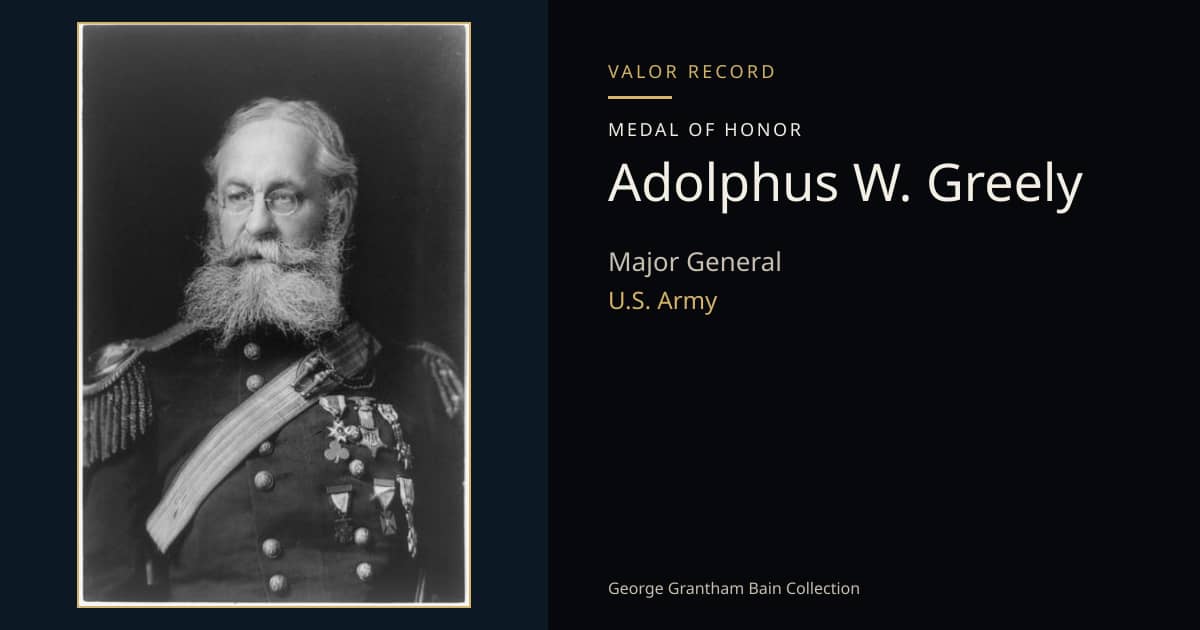 VALOR RECORD
MEDAL OF HONOR
Adolphus W. Greely
Major General
U.S. Army
George Grantham Bain Collection